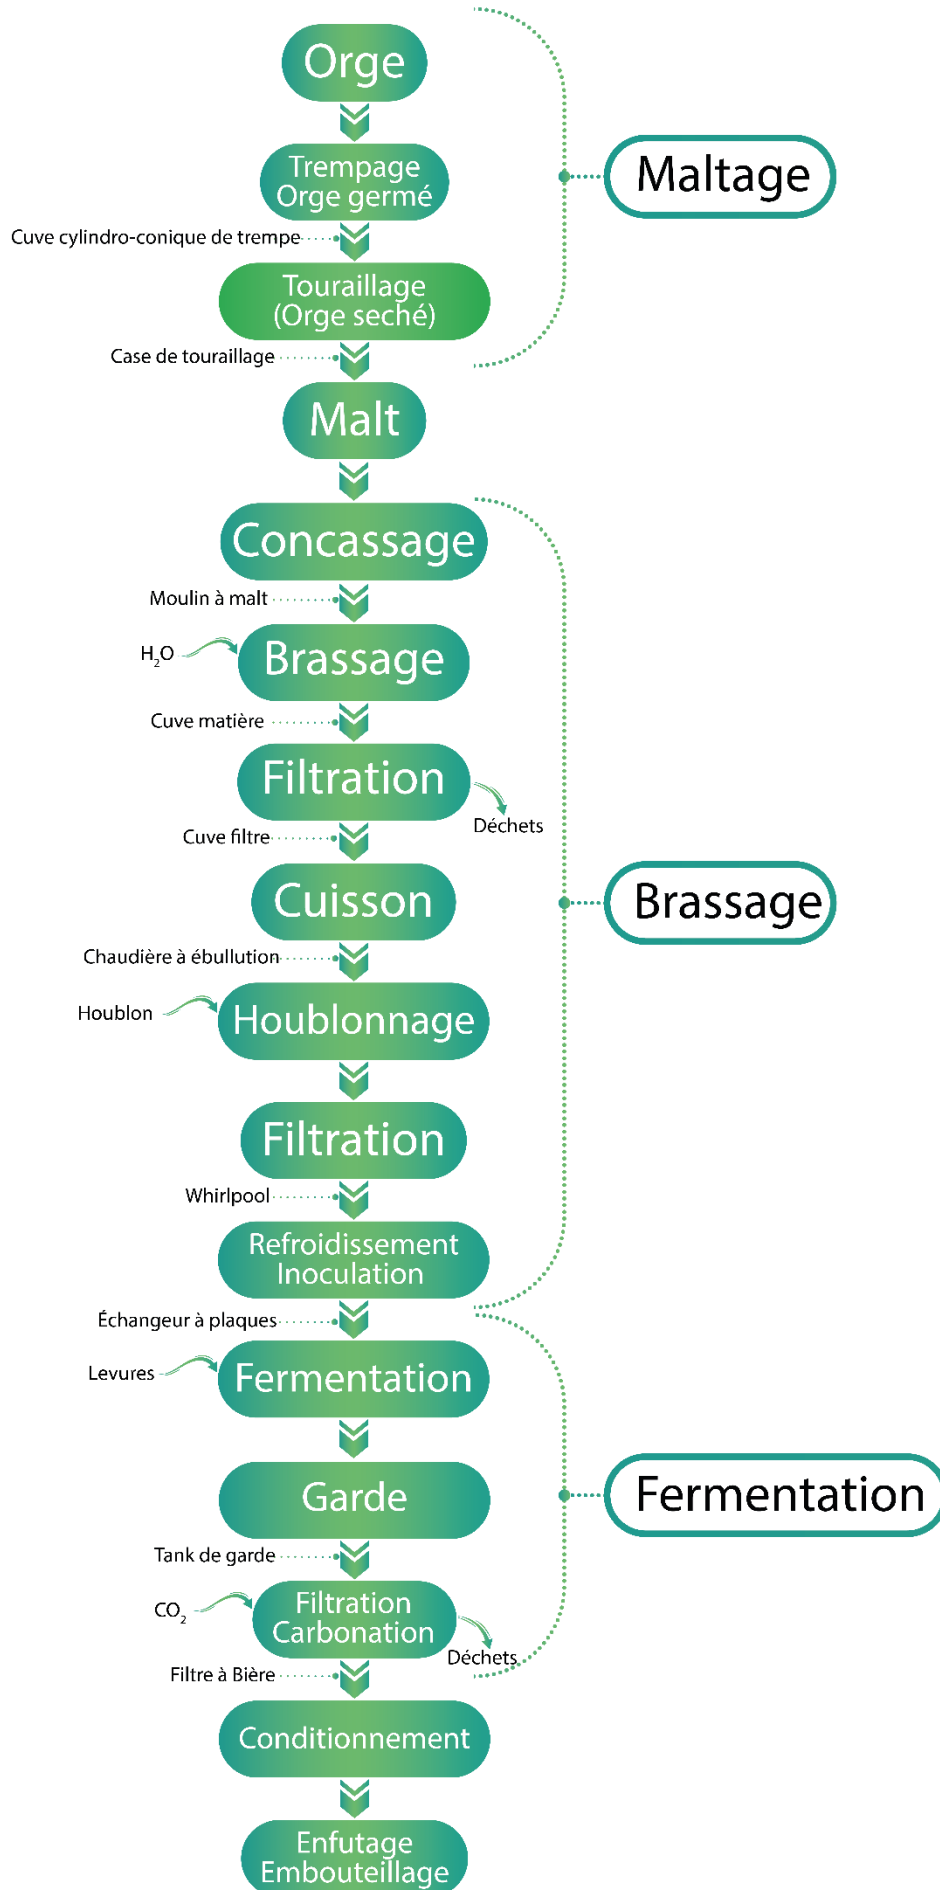 Orge
Trempage
Orge germé
Maltage
Cuve cylindro-conique de trempe
Touraillage
(Orge seché)
Case de touraillage
Malt
Concassage
Moulin à malt
H₂O
Brassage
Cuve matière
Filtration
Déchets
Cuve filtre
Cuisson
Brassage
Chaudière à ébullution
Houblon
Houblonnage
Filtration
Whirlpool
Refroidissement
Inoculation
Échangeur à plaques
Levures
Fermentation
Garde
Fermentation
Tank de garde
CO₂
Filtration
Carbonation
Déchets
Filtre à Bière
Conditionnement
Enfutage
Embouteillage